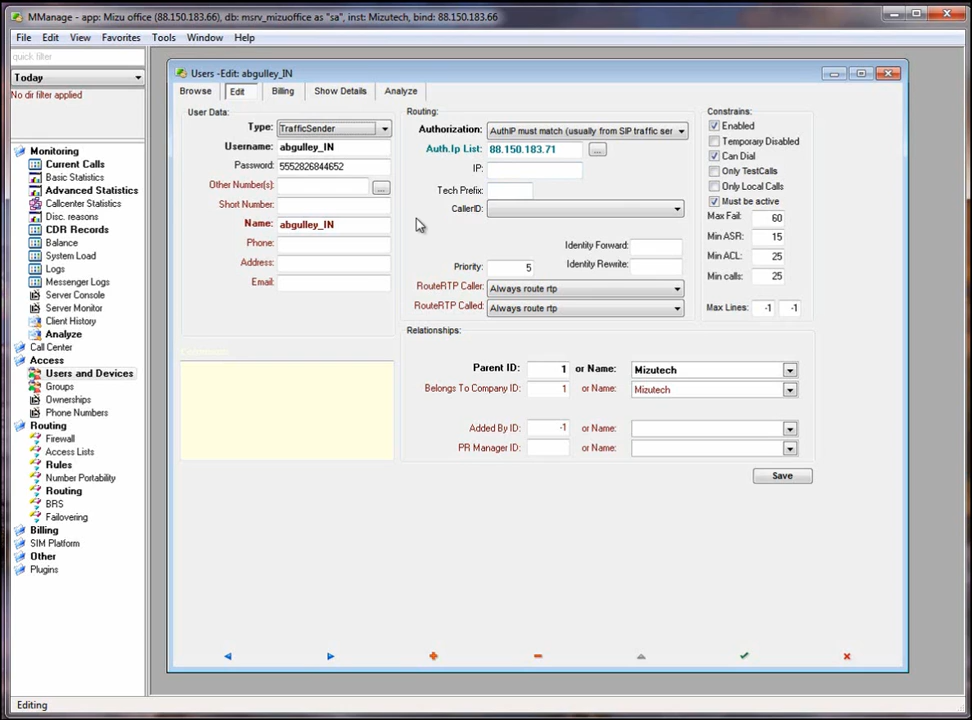 MManage - app: Mizu office (88.150.183.66), db: msrv_mizuoffice as "sa", inst: Mizutech, bind: 88.150.183.66
File Edit View Favorites Tools Window Help
quick filter
Today
No dir filter applied
Monitoring
Current Calls
Basic Statistics
Advanced Statistics
Callcenter Statistics
Disc. reasons
CDR Records
Balance
System Load
Logs
Messenger Logs
Server Console
Server Monitor
Client History
Analyze
Call Center
Access
Users and Devices
Groups
Ownerships
Phone Numbers
Routing
Firewall
Access Lists
Rules
Number Portability
Routing
BRS
Failovering
Billing
SIM Platform
Other
Plugins
Users -Edit: abgulley_IN
Browse Edit Billing Show Details Analyze
User Data:
Type: TrafficSender
Username: abgulley_IN
Password: 5552826844652
Other Number(s): ...
Short Number:
Name: abgulley_IN
Phone:
Address:
Email:
Routing:
Authorization: AuthIP must match (usually from SIP traffic ser
Auth.Ip List: 88.150.183.71 ...
IP:
Tech Prefix:
CallerID:
Identity Forward:
Priority: 5 Identity Rewrite:
RouteRTP Caller: Always route rtp
RouteRTP Called: Always route rtp
Constrains:
Enabled
Temporary Disabled
Can Dial
Only TestCalls
Only Local Calls
Must be active
Max Fail: 60
Min ASR: 15
Min ACL: 25
Min calls: 25
Max Lines: -1 -1
Relationships:
Parent ID: 1 or Name: Mizutech
Belongs To Company ID: 1 or Name: Mizutech
Added By ID: -1 or Name:
PR Manager ID: or Name:
Save
Editing